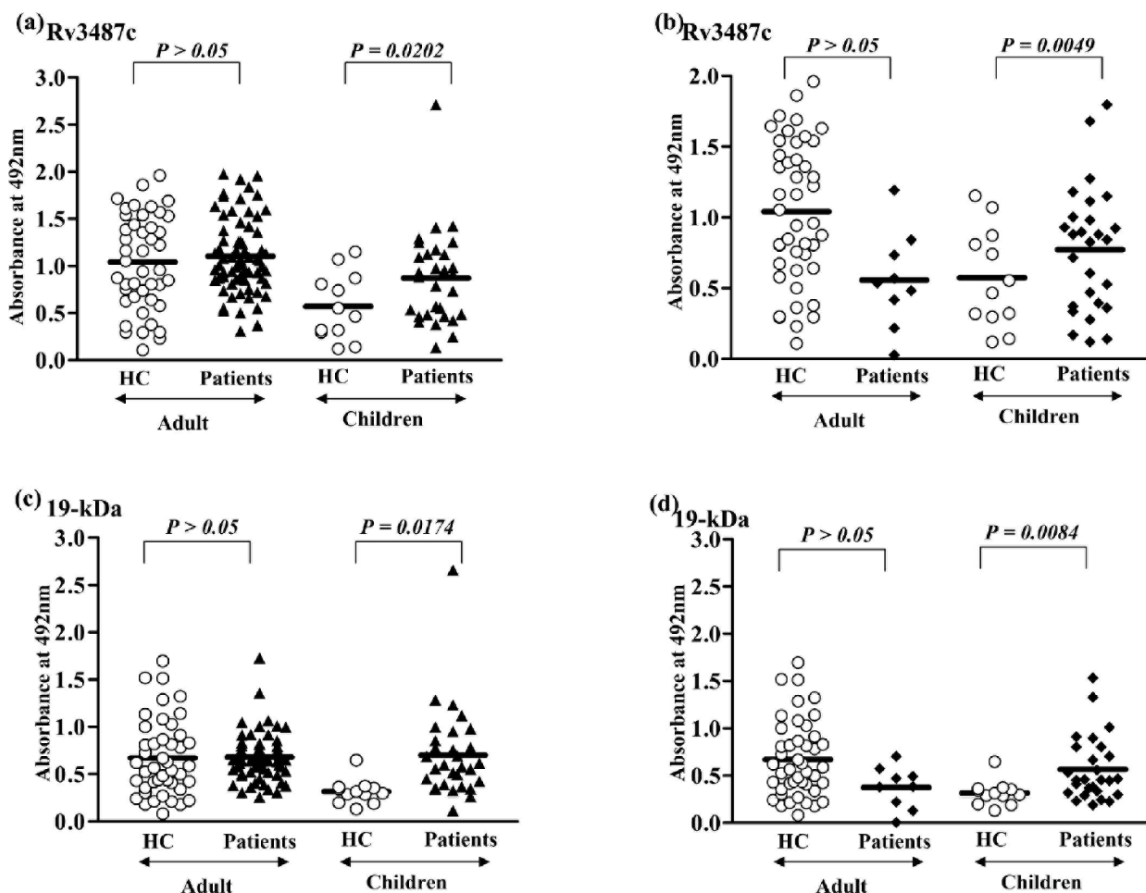 (a) Rv3487c
P > 0.05
P = 0.0202
Absorbance at 492nm
3.0
2.5
2.0
1.5
1.0
0.5
0.0
HC
Patients
HC
Patients
Adult
Children
(b) Rv3487c
P > 0.05
P = 0.0049
Absorbance at 492nm
2.0
1.5
1.0
0.5
0.0
HC
Patients
HC
Patients
Adult
Children
(c) 19-kDa
P > 0.05
P = 0.0174
Absorbance at 492nm
3.0
2.5
2.0
1.5
1.0
0.5
0.0
HC
Patients
HC
Patients
Adult
Children
(d) 19-kDa
P > 0.05
P = 0.0084
Absorbance at 492nm
3.0
2.5
2.0
1.5
1.0
0.5
0.0
HC
Patients
HC
Patients
Adult
Children